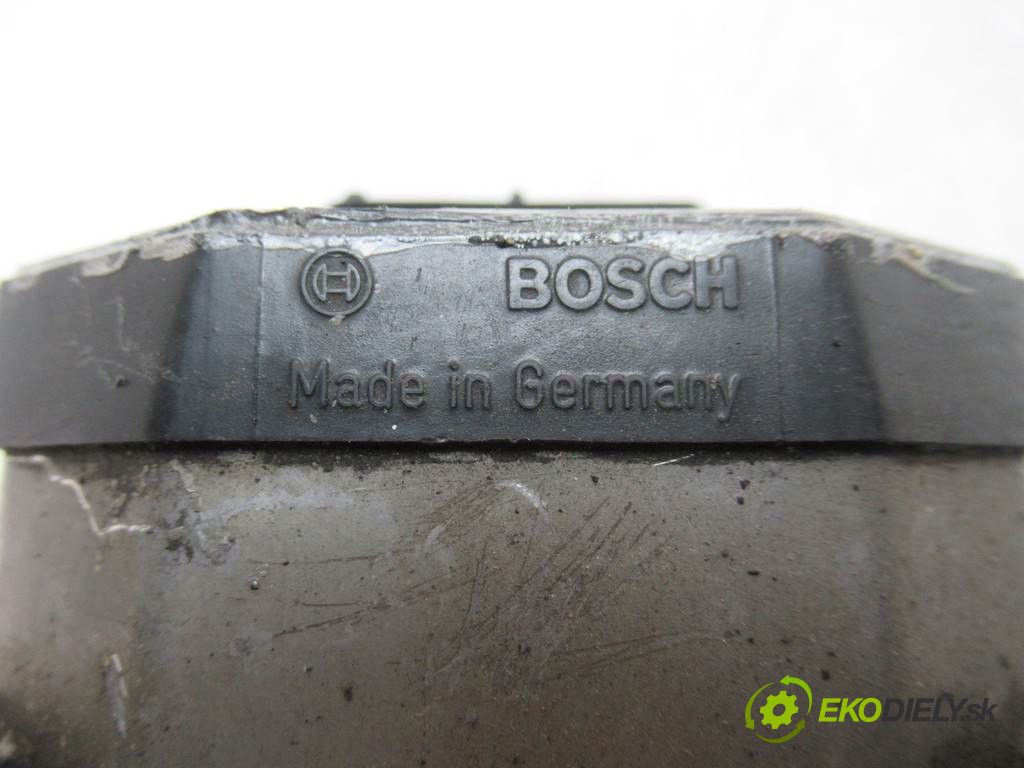 BOSCH
Made in Germany
EKODIELY.sk